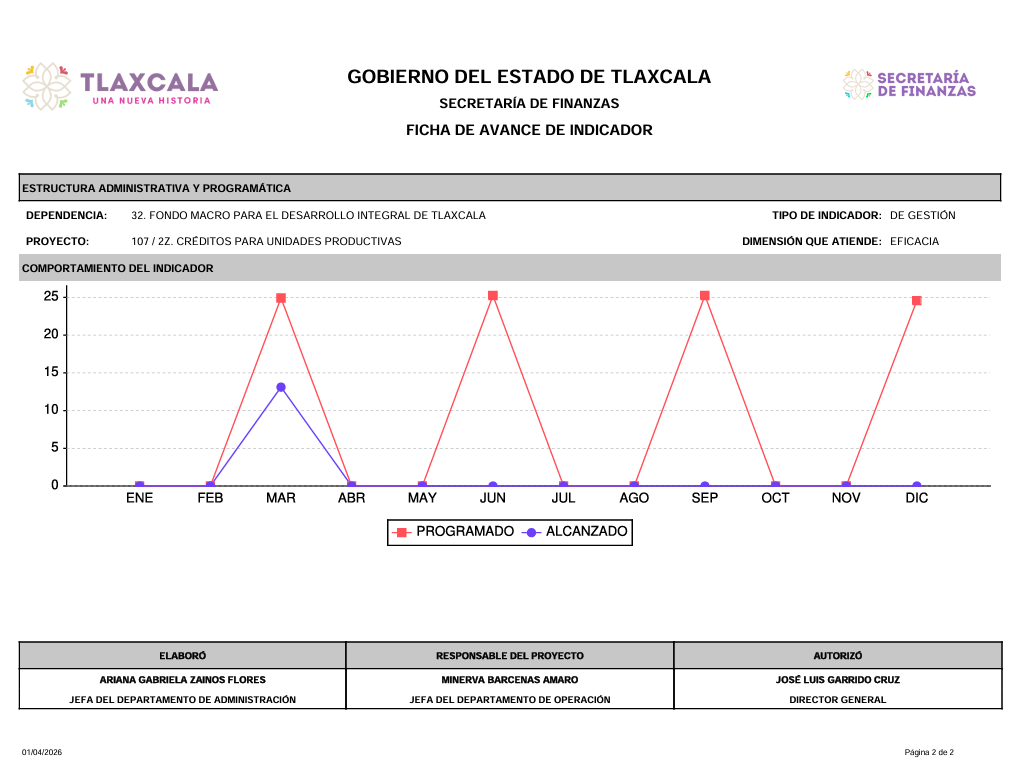 TLAXCALA
UNA NUEVA HISTORIA
GOBIERNO DEL ESTADO DE TLAXCALA
SECRETARÍA DE FINANZAS
FICHA DE AVANCE DE INDICADOR
SECRETARÍA
DE FINANZAS
ESTRUCTURA ADMINISTRATIVA Y PROGRAMÁTICA
DEPENDENCIA: 32. FONDO MACRO PARA EL DESARROLLO INTEGRAL DE TLAXCALA TIPO DE INDICADOR: DE GESTIÓN
PROYECTO: 107 / 2Z. CRÉDITOS PARA UNIDADES PRODUCTIVAS DIMENSIÓN QUE ATIENDE: EFICACIA
COMPORTAMIENTO DEL INDICADOR
25
20
15
10
5
0
ENE FEB MAR ABR MAY JUN JUL AGO SEP OCT NOV DIC
PROGRAMADO ALCANZADO
ELABORÓ RESPONSABLE DEL PROYECTO AUTORIZÓ
ARIANA GABRIELA ZAINOS FLORES MINERVA BARCENAS AMARO JOSÉ LUIS GARRIDO CRUZ
JEFA DEL DEPARTAMENTO DE ADMINISTRACIÓN JEFA DEL DEPARTAMENTO DE OPERACIÓN DIRECTOR GENERAL
01/04/2026 Página 2 de 2